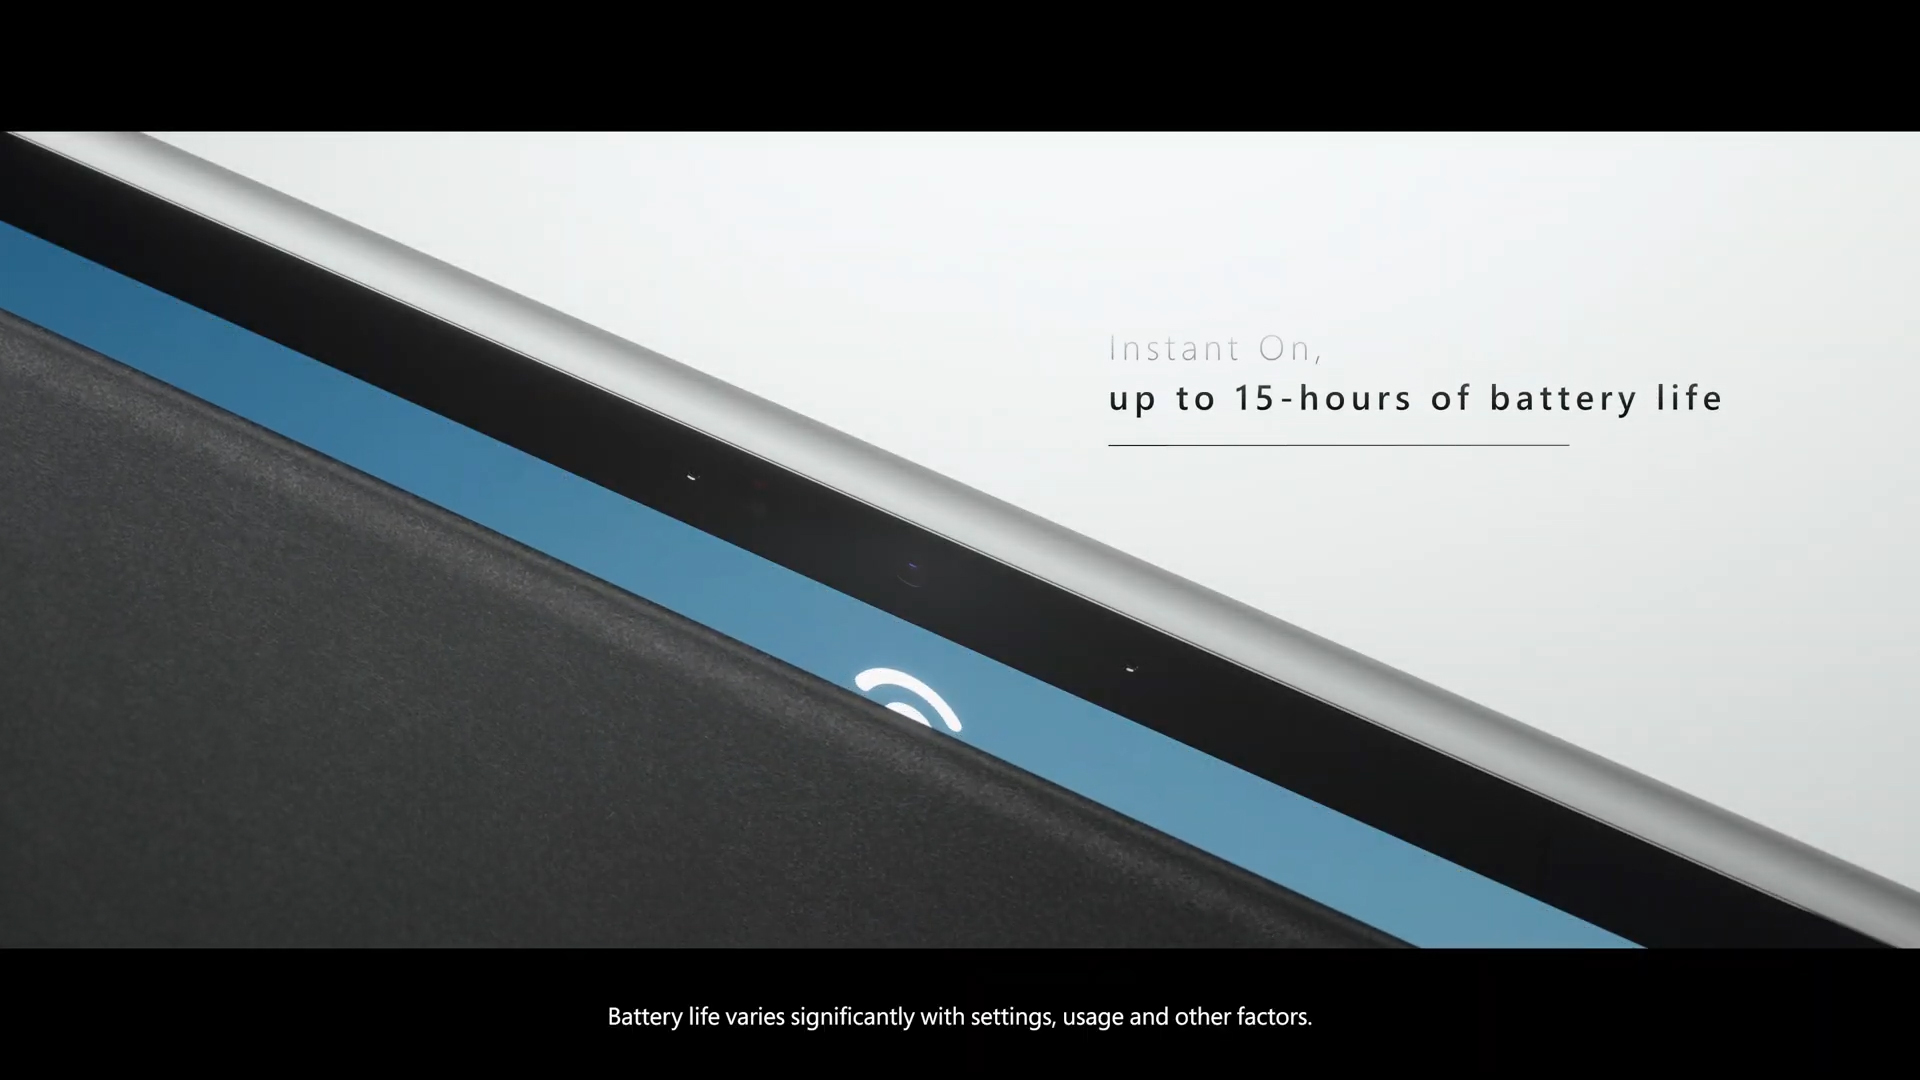 Instant On,
up to 15-hours of battery life
Battery life varies significantly with settings, usage and other factors.